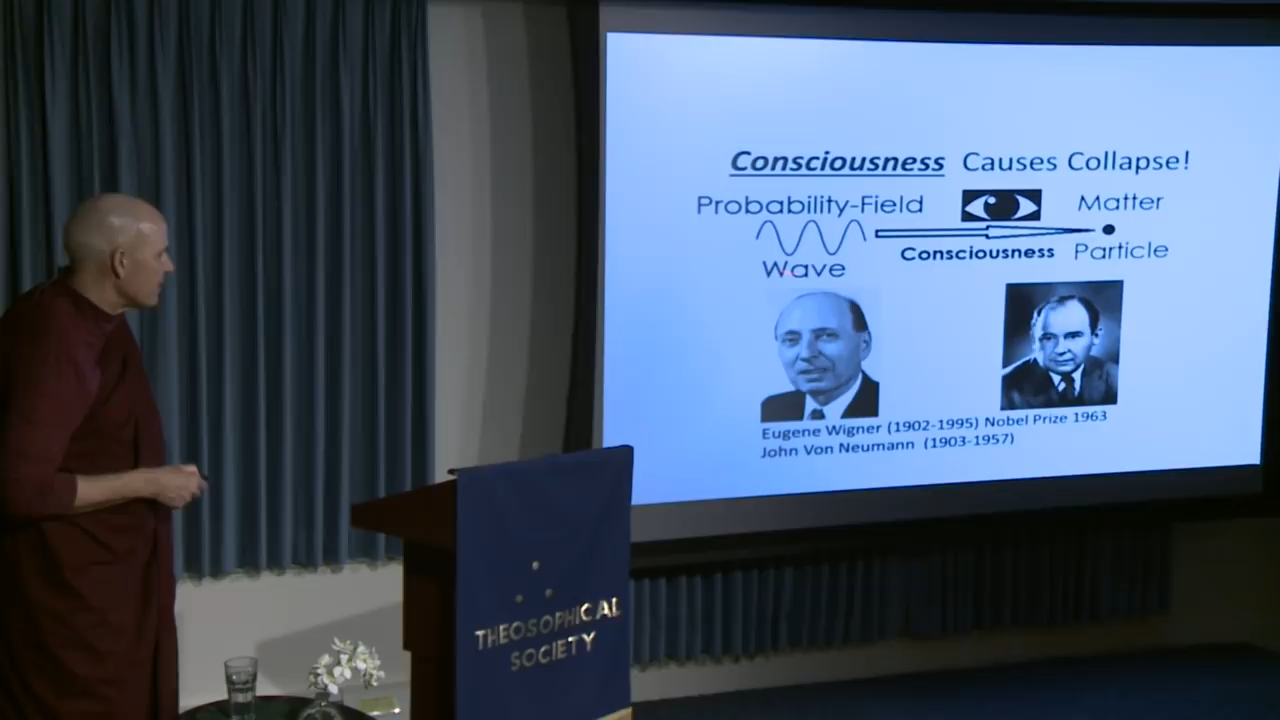 Consciousness Causes Collapse!
Probability-Field Matter
Consciousness Particle
Wave
Eugene Wigner (1902-1995) Nobel Prize 1963
John Von Neumann (1903-1957)
THEOSOPHICAL
SOCIETY